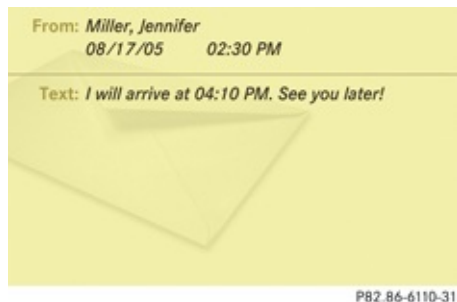 From: Miller, Jennifer
08/17/05 02:30 PM
Text: I will arrive at 04:10 PM. See you later!
P82.86-6110-31